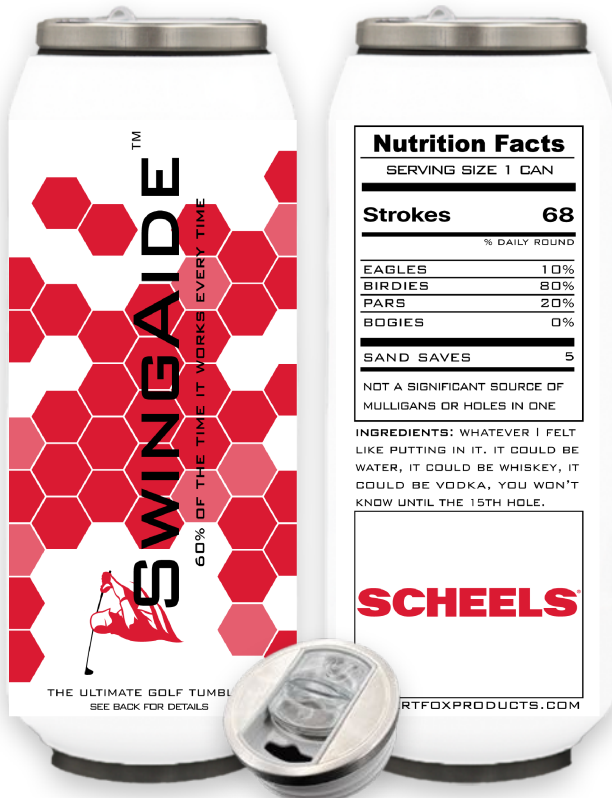 SWINGAIDE™
60% OF THE TIME IT WORKS EVERY TIME
THE ULTIMATE GOLF
SEE BACK FOR DETAILS
Nutrition Facts
SERVING SIZE 1 CAN
Strokes 68
% DAILY ROUND
EAGLES 10%
BIRDIES 80%
PARS 20%
BOGIES 0%
SAND SAVES 5
NOT A SIGNIFICANT SOURCE OF
MULLIGANS OR HOLES IN ONE
INGREDIENTS: WHATEVER I FELT
LIKE PUTTING IN IT. IT COULD BE
WATER, IT COULD BE WHISKEY, IT
COULD BE VODKA, YOU WON'T
KNOW UNTIL THE 15TH HOLE.
SCHEELS®
RTFOXPRODUCTS.COM